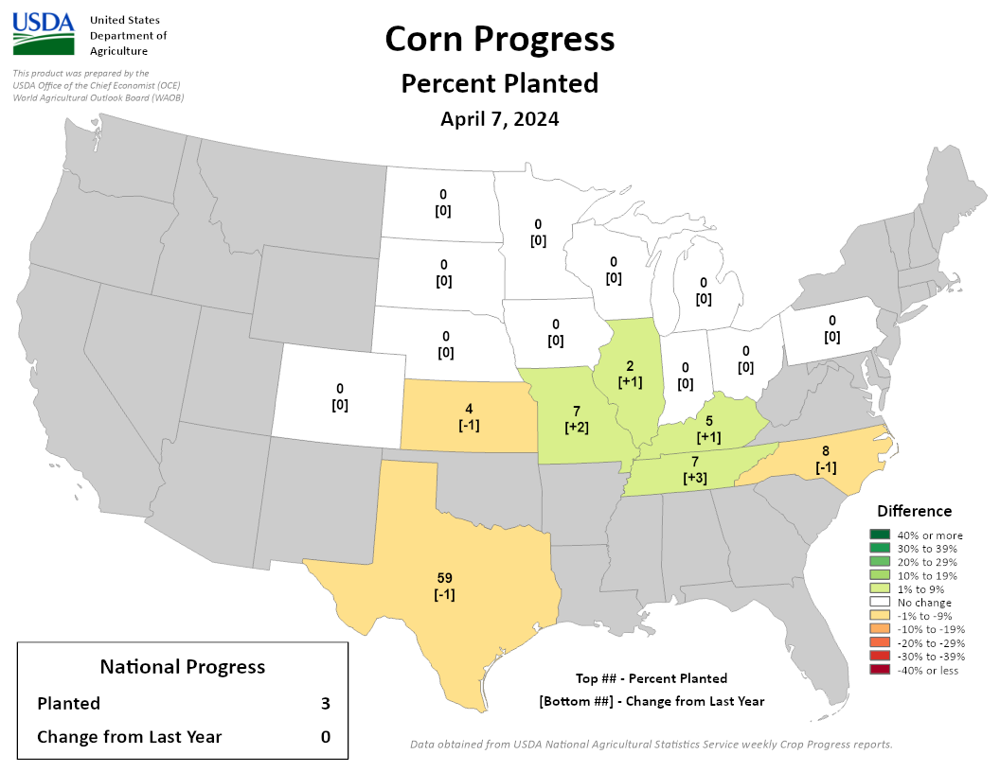 USDA
United States
Department of
Agriculture
This product was prepared by the
USDA Office of the Chief Economist (OCE)
World Agricultural Outlook Board (WAOB)
Corn Progress
Percent Planted
April 7, 2024
0
[0]
0
[0]
0
[0]
0
[0]
0
[0]
0
[0]
0
[0]
0
[0]
0
[0]
0
[0]
0
[0]
0
[0]
2
[+1]
4
[-1]
7
[+2]
5
[+1]
7
[+3]
8
[-1]
59
[-1]
Difference
40% or more
30% to 39%
20% to 29%
10% to 19%
1% to 9%
No change
-1% to -9%
-10% to -19%
-20% to -29%
-30% to -39%
-40% or less
National Progress
Planted 3
Change from Last Year 0
Top ## - Percent Planted
[Bottom ##] - Change from Last Year
Data obtained from USDA National Agricultural Statistics Service weekly Crop Progress reports.